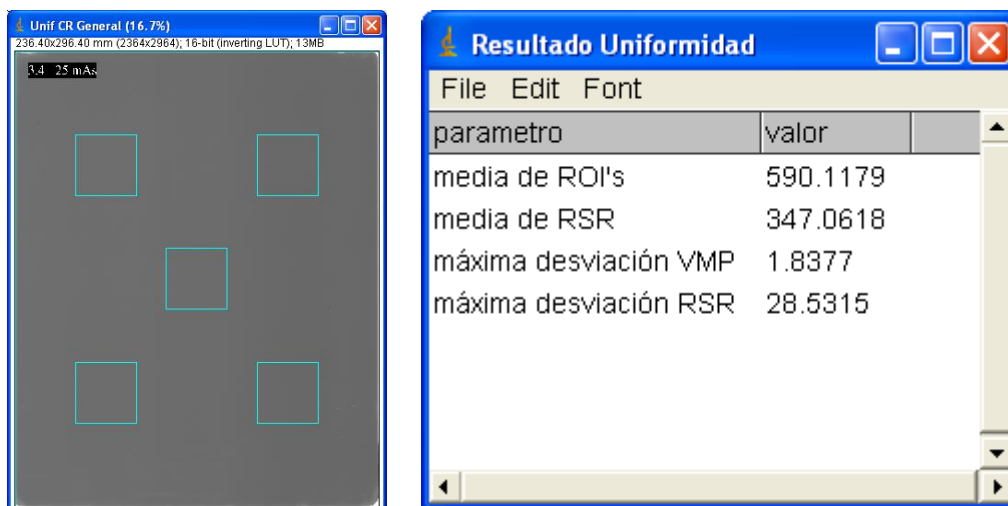 Unif CR General (16.7%)
236.40x296.40 mm (2364x2964); 16-bit (inverting LUT); 13MB
3.4 25 mAs
Resultado Uniformidad
File Edit Font
parametro valor
media de ROI's 590.1179
media de RSR 347.0618
máxima desviación VMP 1.8377
máxima desviación RSR 28.5315